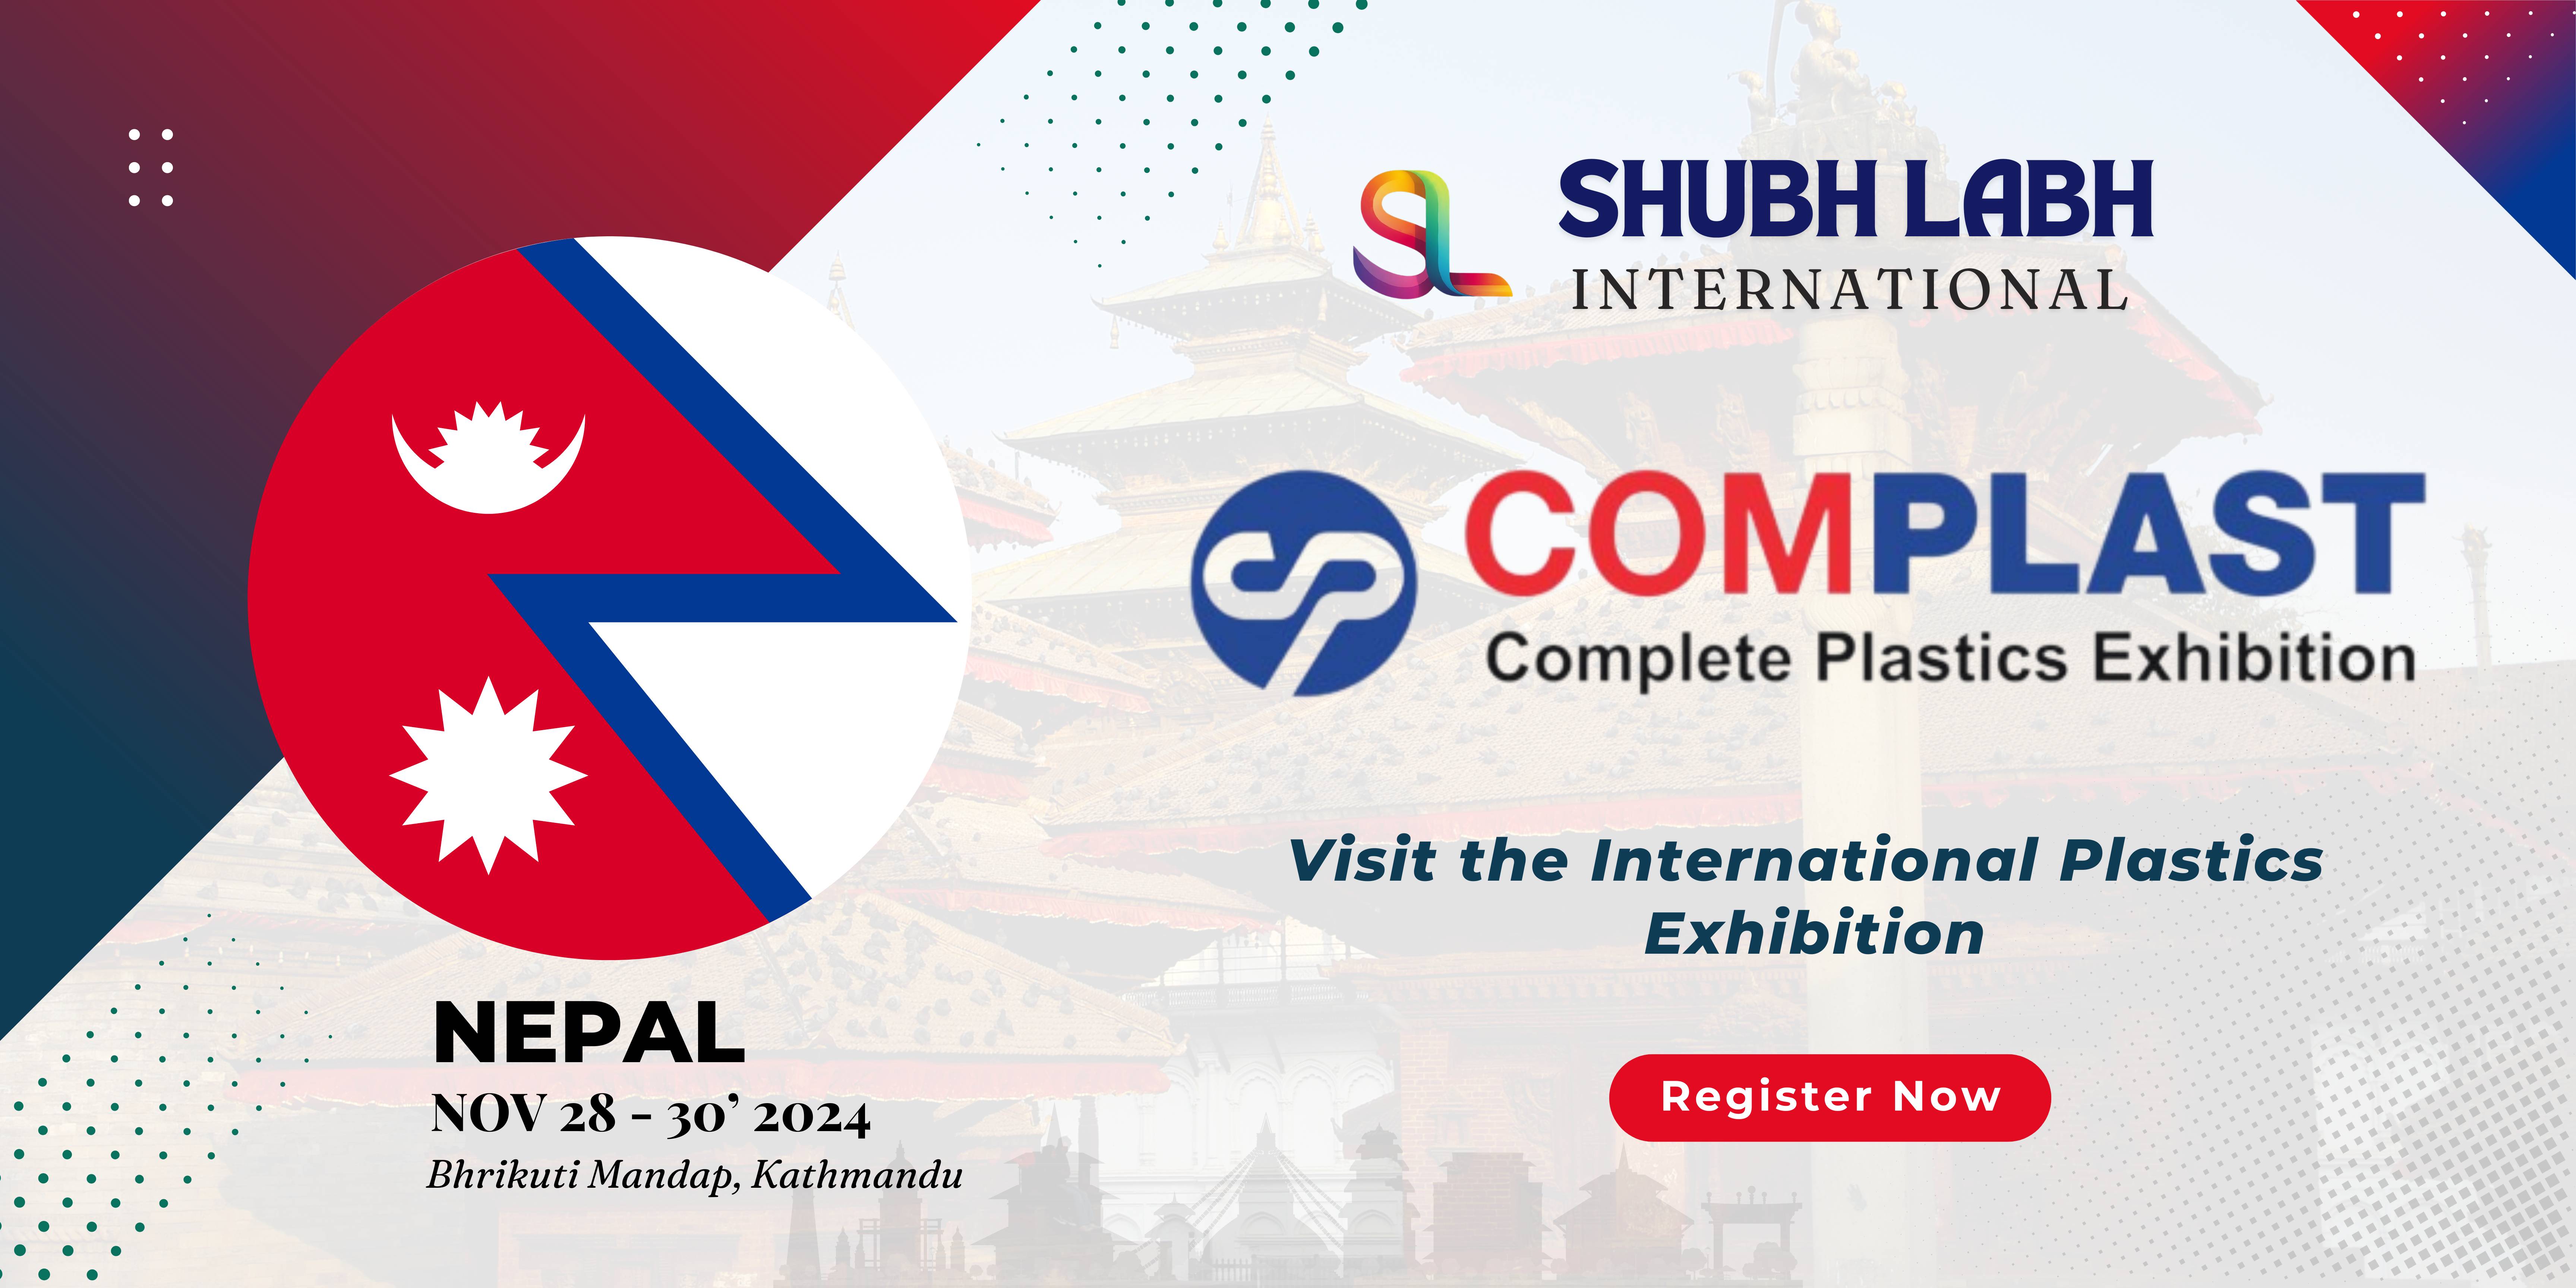 SHUBH LABH
INTERNATIONAL
COMPLAST
Complete Plastics Exhibition
Visit the International Plastics
Exhibition
Register Now
NEPAL
NOV 28 - 30' 2024
Bhrikuti Mandap, Kathmandu